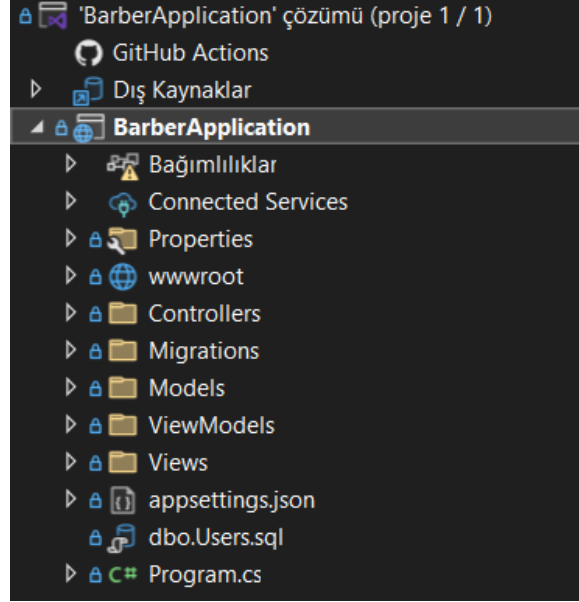 'BarberApplication' çözümü (proje 1 / 1)
GitHub Actions
Dış Kaynaklar
BarberApplication
Bağımlılıklar
Connected Services
Properties
wwwroot
Controllers
Migrations
Models
ViewModels
Views
appsettings.json
dbo.Users.sql
C# Program.cs